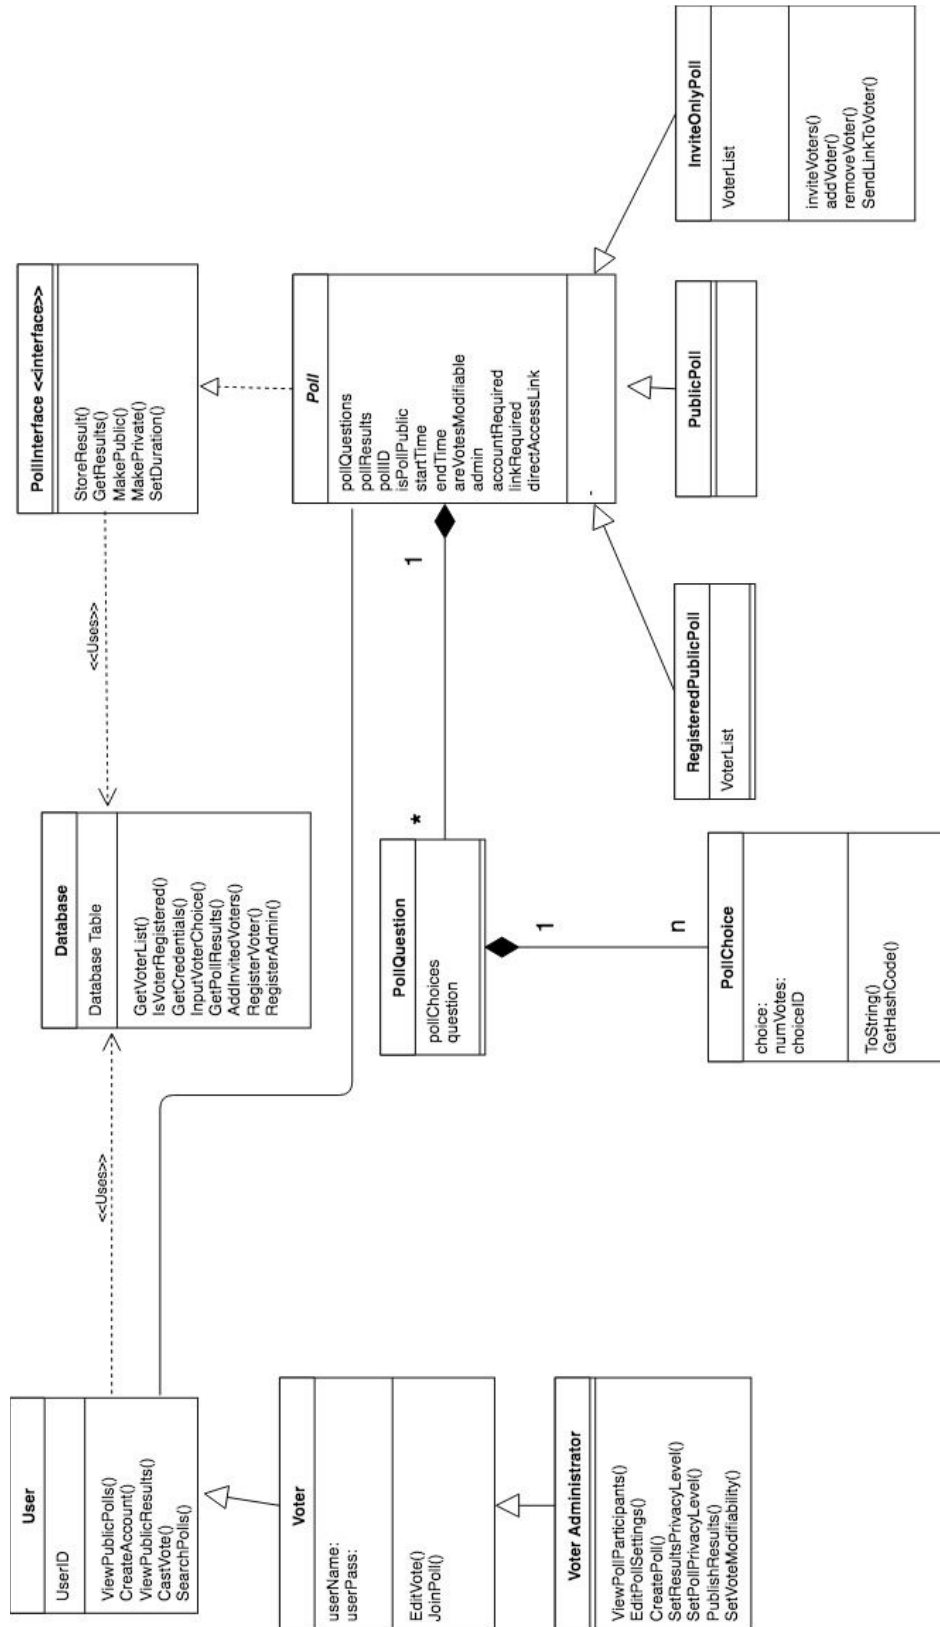 User
UserID
ViewPublicPolls()
CreateAccount()
ViewPublicResults()
CastVote()
SearchPolls()
<<Uses>>
Database
Database Table
GetVoterList()
IsVoterRegistered()
GetCredentials()
InputVoterChoice()
GetPollResults()
AddInvitedVoters()
RegisterVoter()
RegisterAdmin()
<<Uses>>
PollInterface <<interface>>
StoreResult()
GetResults()
MakePublic()
MakePrivate()
SetDuration()
Voter
userName:
userPass:
EditVote()
JoinPoll()
Voter Administrator
ViewPollParticipants()
EditPollSettings()
CreatePoll()
SetResultsPrivacyLevel()
SetPollPrivacyLevel()
PublishResults()
SetVoteModifiability()
PollQuestion
pollChoices
question
*
1
1
n
PollChoice
choice:
numVotes:
choiceID
ToString()
GetHashCode()
Poll
pollQuestions
pollResults
pollID
isPollPublic
startTime
endTime
areVotesModifiable
admin
accountRequired
linkRequired
directAccessLink
-
RegisteredPublicPoll
VoterList
PublicPoll
InviteOnlyPoll
VoterList
inviteVoters()
addVoter()
removeVoter()
SendLinkToVoter()